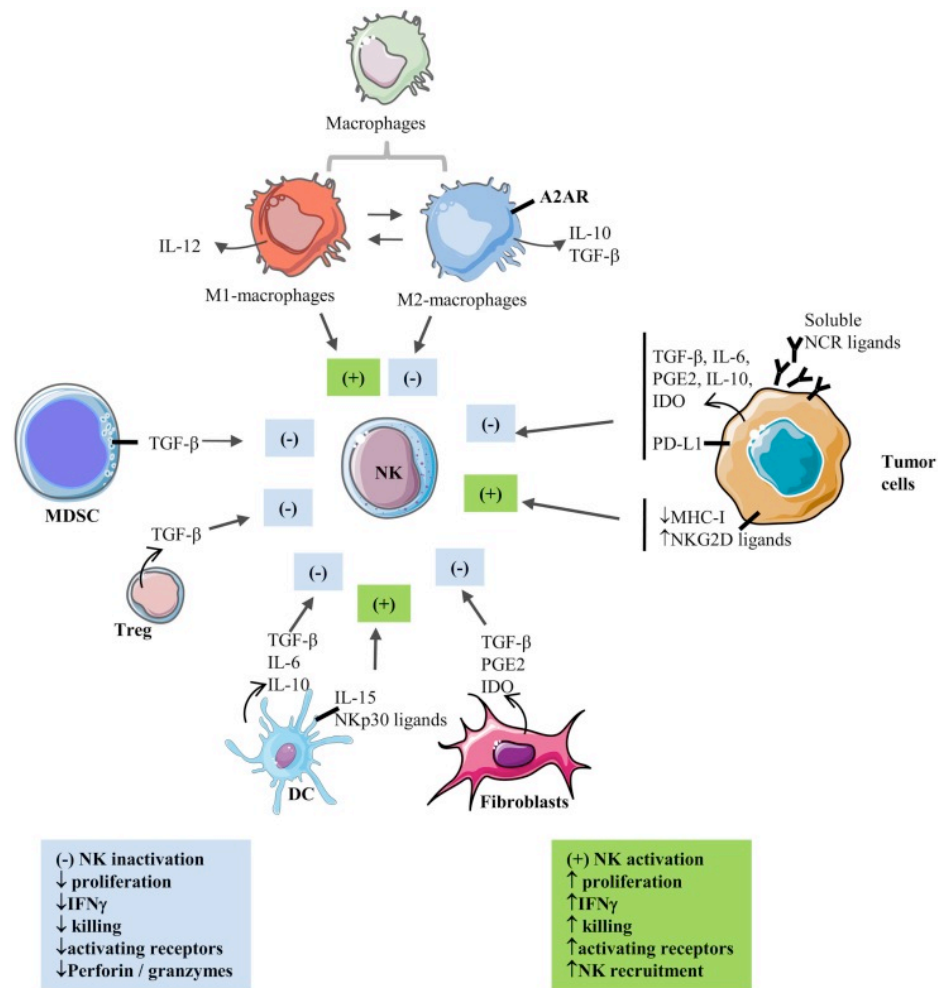 Macrophages
A2AR
IL-12
IL-10
TGF-β
M1-macrophages
M2-macrophages
Soluble
NCR ligands
TGF-β, IL-6,
PGE2, IL-10,
IDO
PD-L1
(+)
(-)
(-)
TGF-β
(-)
NK
Tumor
cells
MDSC
(-)
(+)
↓MHC-I
↑NKG2D ligands
TGF-β
Treg
(-)
(+)
(-)
TGF-β
IL-6
IL-10
IL-15
NKp30 ligands
TGF-β
PGE2
IDO
DC
Fibroblasts
(-) NK inactivation
↓ proliferation
↓IFNγ
↓ killing
↓activating receptors
↓Perforin / granzymes
(+) NK activation
↑ proliferation
↑IFNγ
↑ killing
↑activating receptors
↑NK recruitment